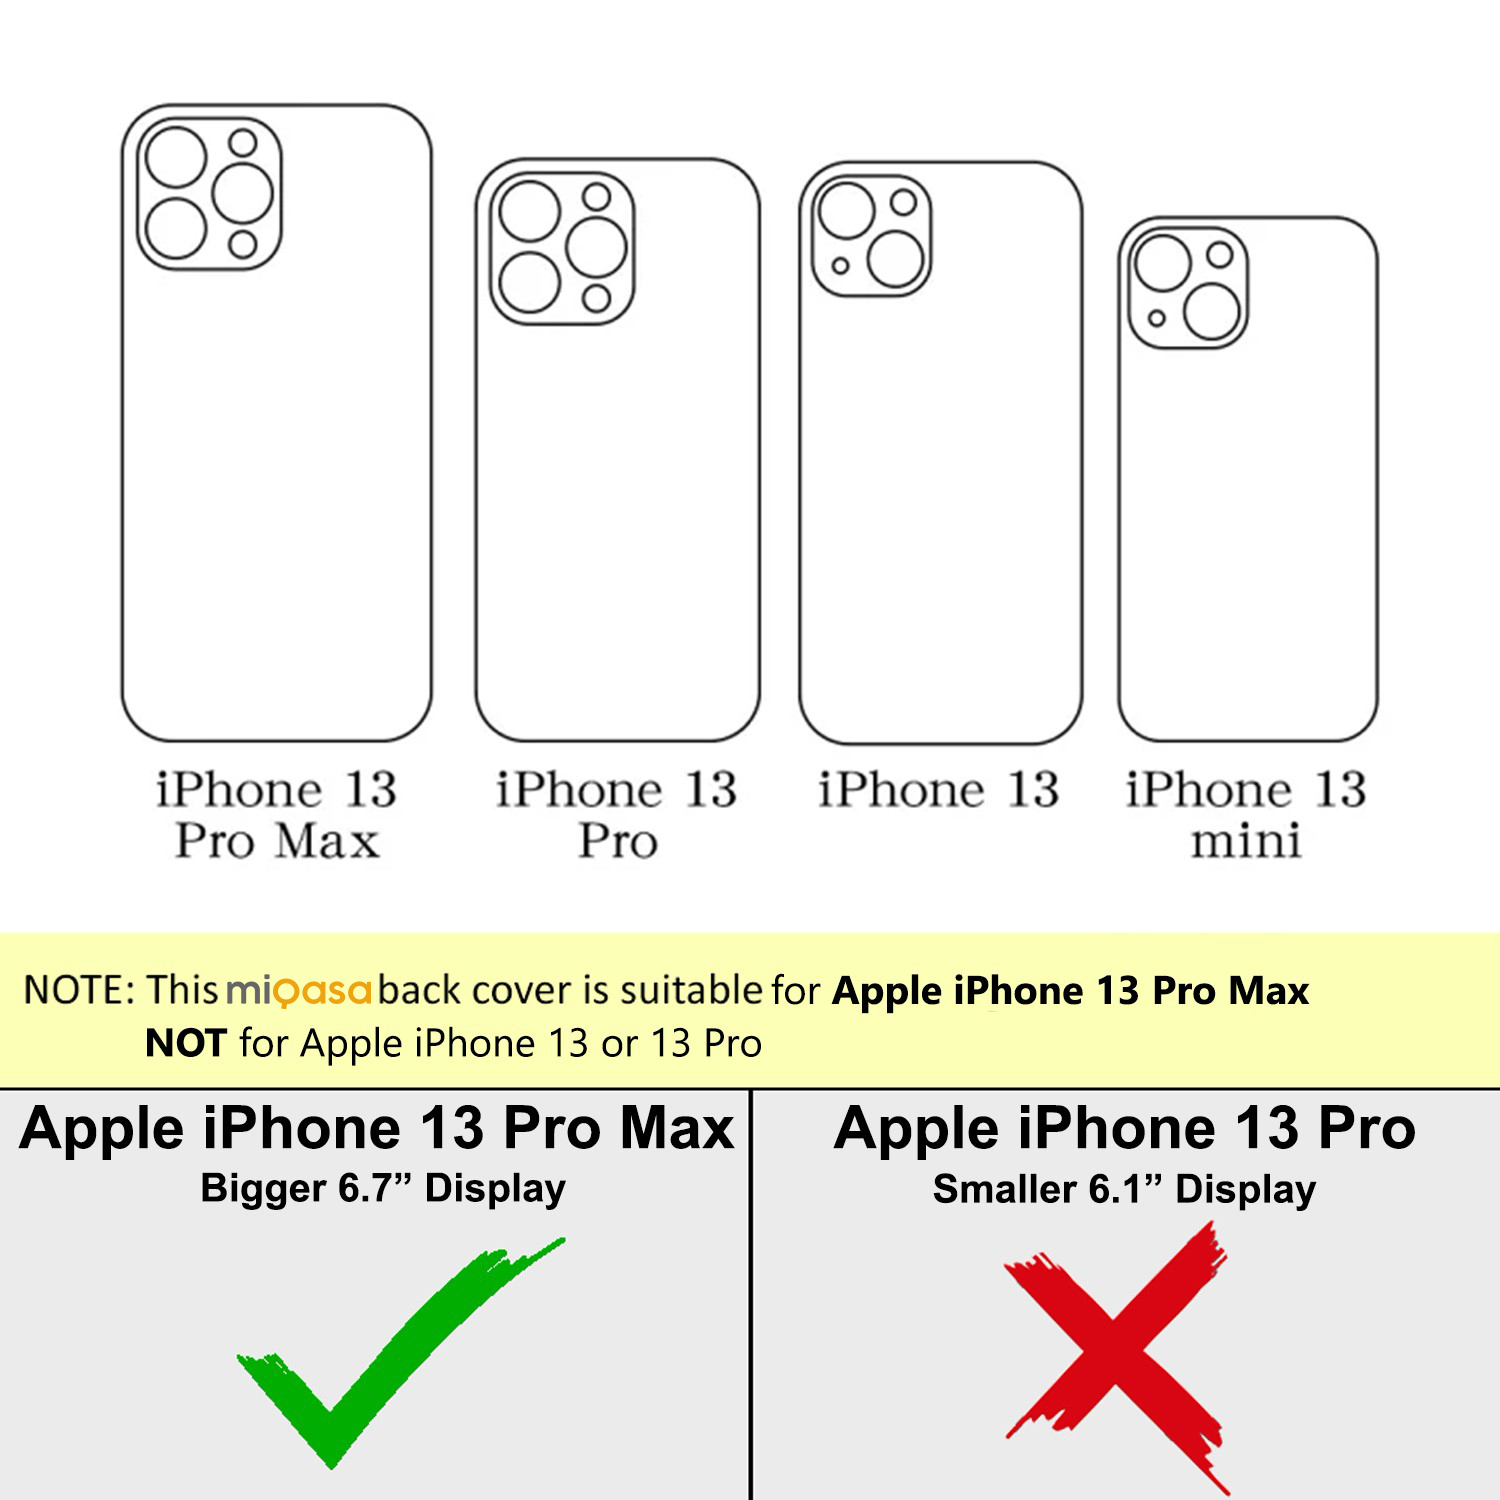 iPhone 13 Pro Max
iPhone 13 Pro
iPhone 13
iPhone 13 mini
NOTE: This miqasa back cover is suitable for Apple iPhone 13 Pro Max
NOT for Apple iPhone 13 or 13 Pro
Apple iPhone 13 Pro Max
Bigger 6.7” Display
Apple iPhone 13 Pro
Smaller 6.1” Display